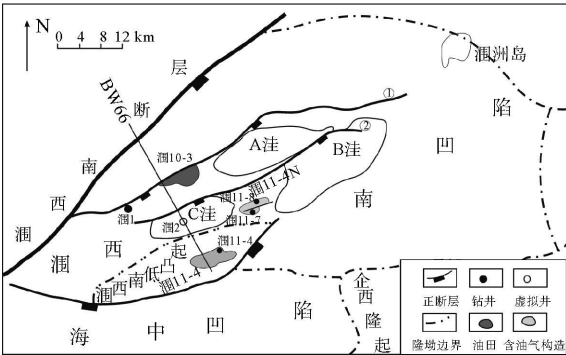 N
0 4 8 12 km
BW66
涠西南断层
涠洲岛
①
②
A洼
B洼
C洼
涠10-3
涠11-4N
涠11-8
涠11-7
涠1
涠2
涠11-4
涠11-4
涠西南凹陷
涠西南低凸起
企西隆起
海中凹陷
正断层
钻井
虚拟井
隆坳边界
油田
含油气构造